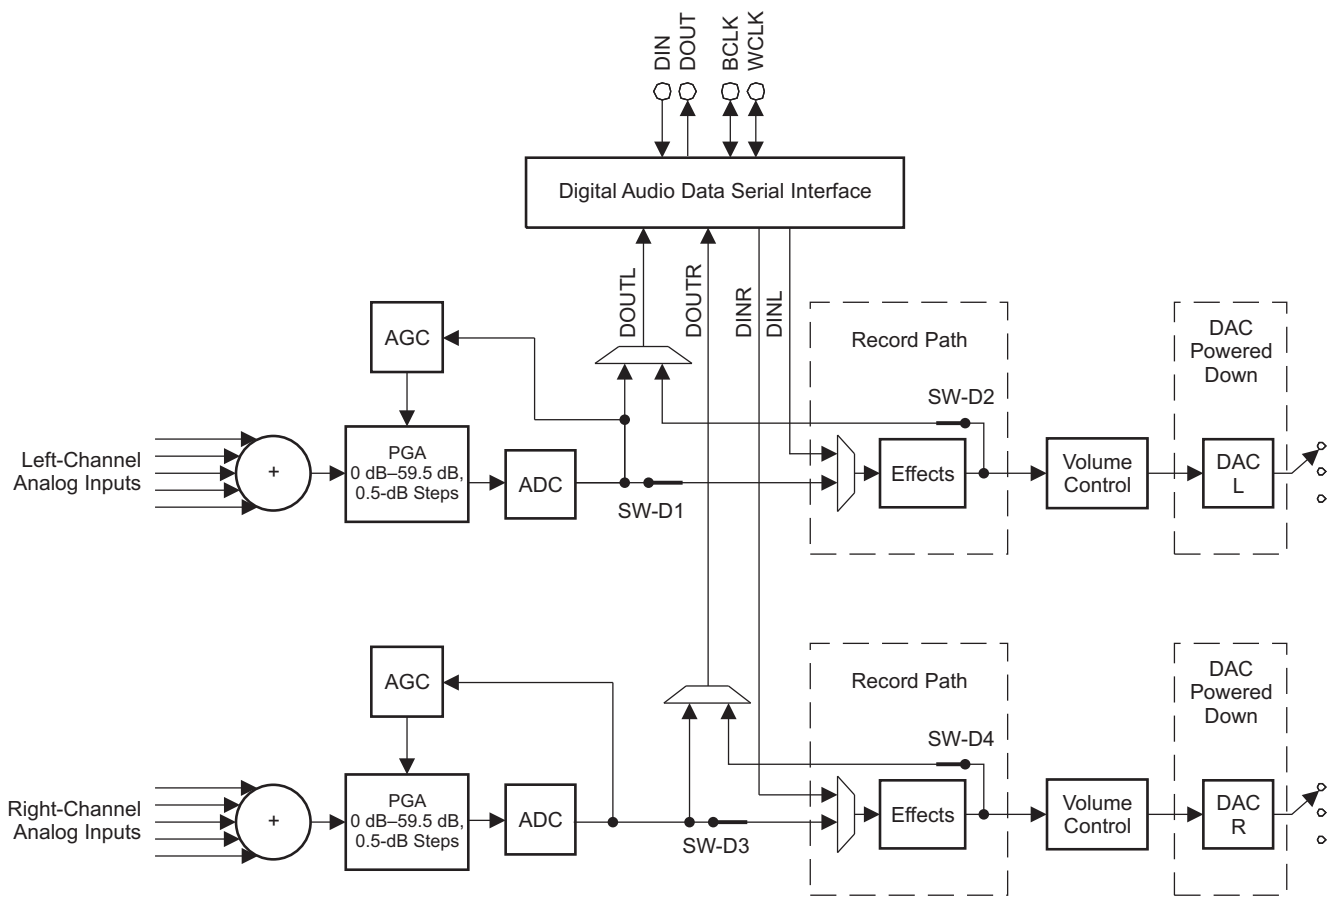 DIN
DOUT
BCLK
WCLK
Digital Audio Data Serial Interface
DOUTL
DOUTR
DINR
DINL
AGC
Record Path
DAC
Powered
Down
SW-D2
Left-Channel
Analog Inputs
+
PGA
0 dB–59.5 dB,
0.5-dB Steps
ADC
SW-D1
Effects
Volume
Control
DAC
L
AGC
Record Path
DAC
Powered
Down
SW-D4
Right-Channel
Analog Inputs
+
PGA
0 dB–59.5 dB,
0.5-dB Steps
ADC
SW-D3
Effects
Volume
Control
DAC
R